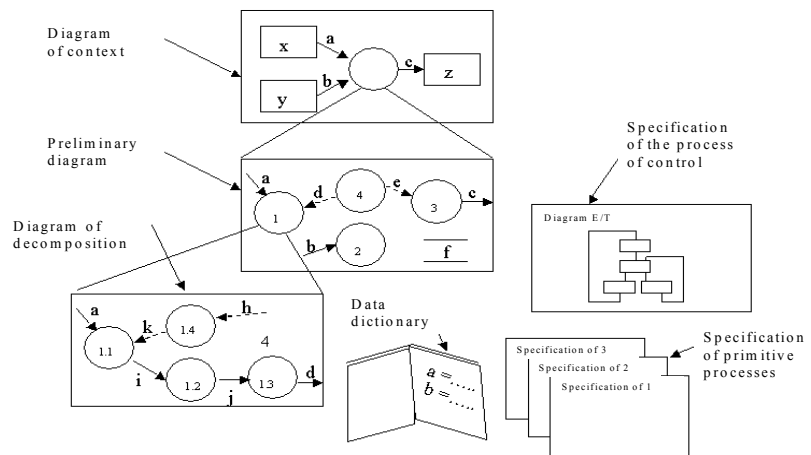 Diagram
of context
x
a
y
b
c
z
Preliminary
diagram
a
1
d
4
e
3
c
b
2
f
Specification
of the process
of control
Diagram E/T
Diagram of
decomposition
a
1.1
k
1.4
h
4
i
1.2
j
1.3
d
Data
dictionary
a = .....
b = .....
Specification of 3
Specification of 2
Specification of 1
Specification
of primitive
processes